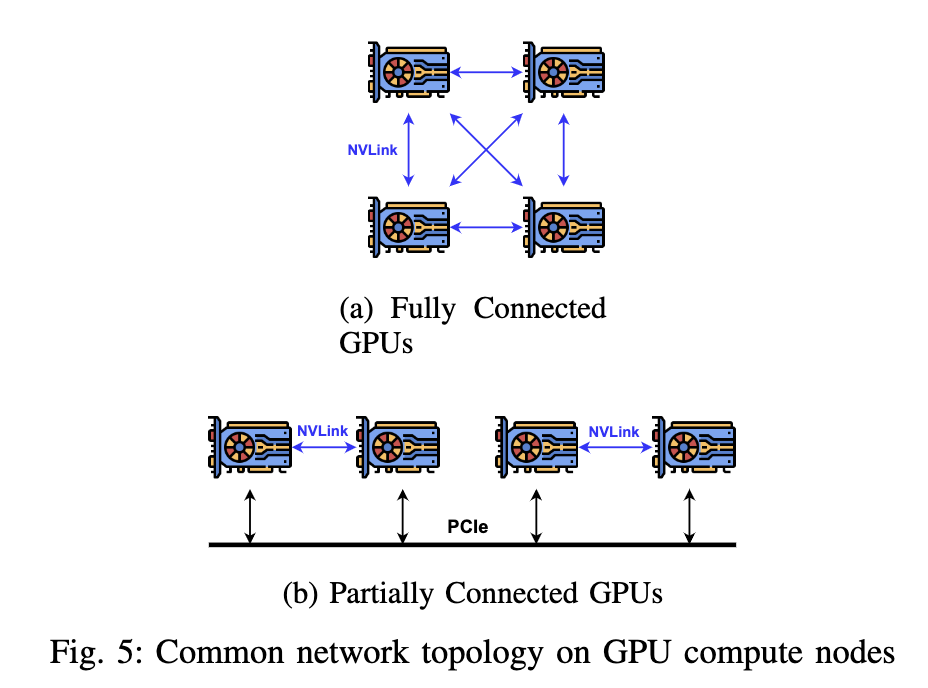 NVLink
(a) Fully Connected
GPUs
NVLink
NVLink
PCIe
(b) Partially Connected GPUs
Fig. 5: Common network topology on GPU compute nodes